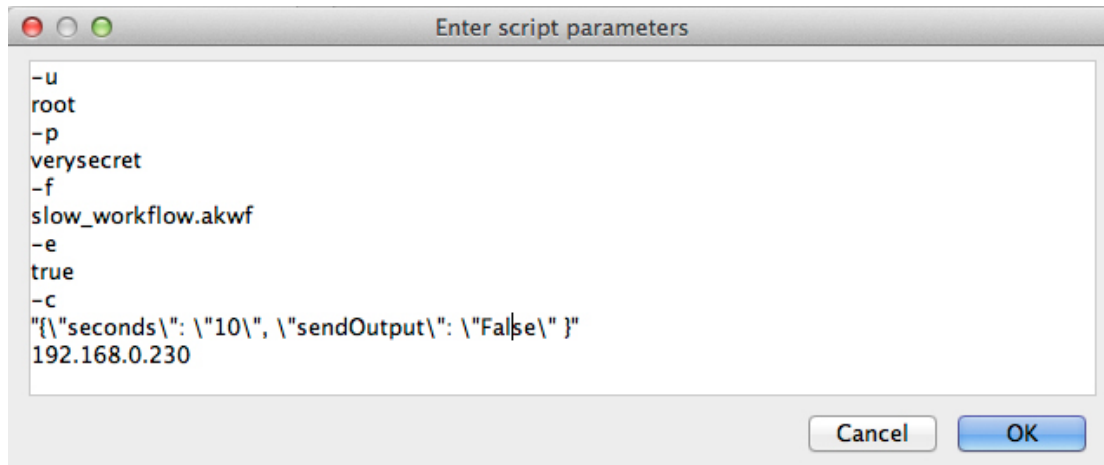 Enter script parameters
-u
root
-p
verysecret
-f
slow_workflow.akwf
-e
true
-c
"{\"seconds\": \"10\", \"sendOutput\": \"False\" }"
192.168.0.230
Cancel OK